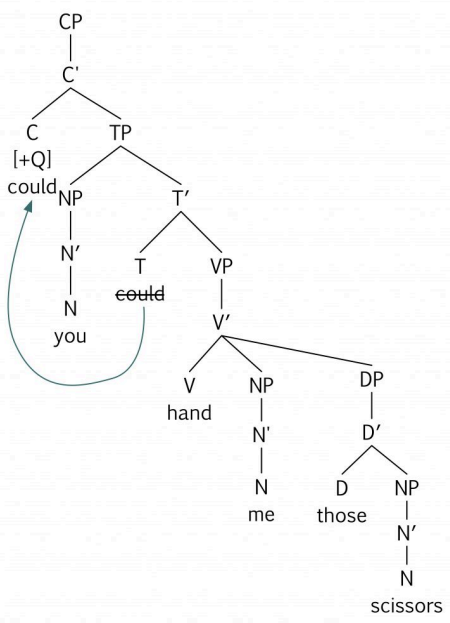 CP
C'
C TP
[+Q]
could NP T′
N′ T VP
could
N V′
you
V NP DP
hand
N' D′
N D NP
me those
N′
N
scissors